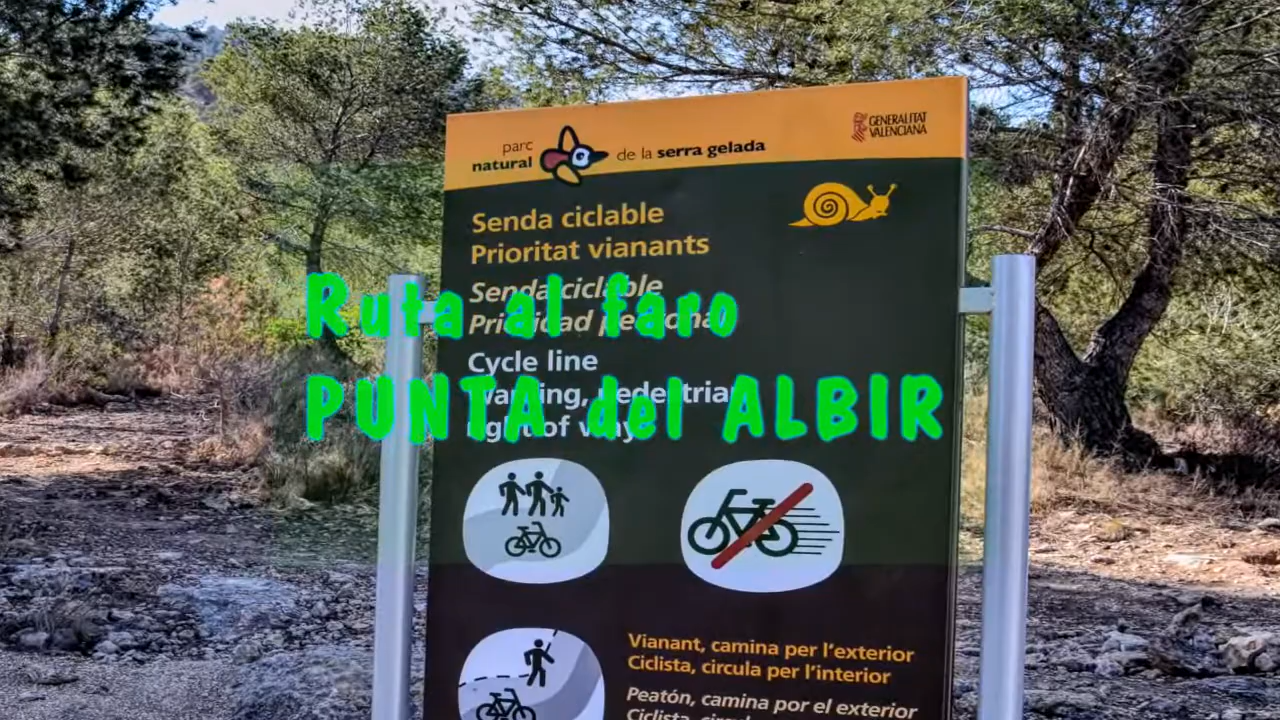 parc
natural de la serra gelada
GENERALITAT
VALENCIANA
Senda ciclable
Prioritat vianants
Senda ciclable
Ruta al faro
Cycle line
PUNTA del ALBIR
Vianant, camina per l'exterior
Ciclista, circula per l'interior
Peatón, camina por el exterior
Ciclista,